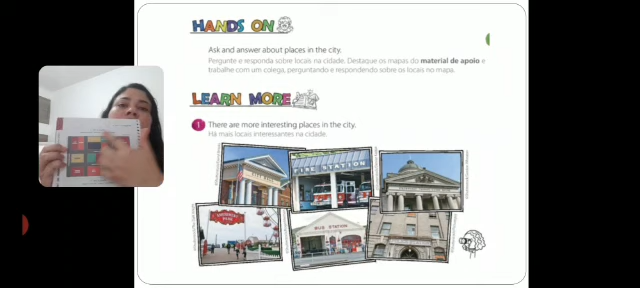 HANDS ON
Ask and answer about places in the city.
Pergunte e responda sobre locais na cidade. Destaque os mapas do material de apoio e
trabalhe com um colega, perguntando e respondendo sobre os locais no mapa.
LEARN MORE
1 There are more interesting places in the city.
Há mais locais interessantes na cidade.
FIRE STATION
BUS STATION